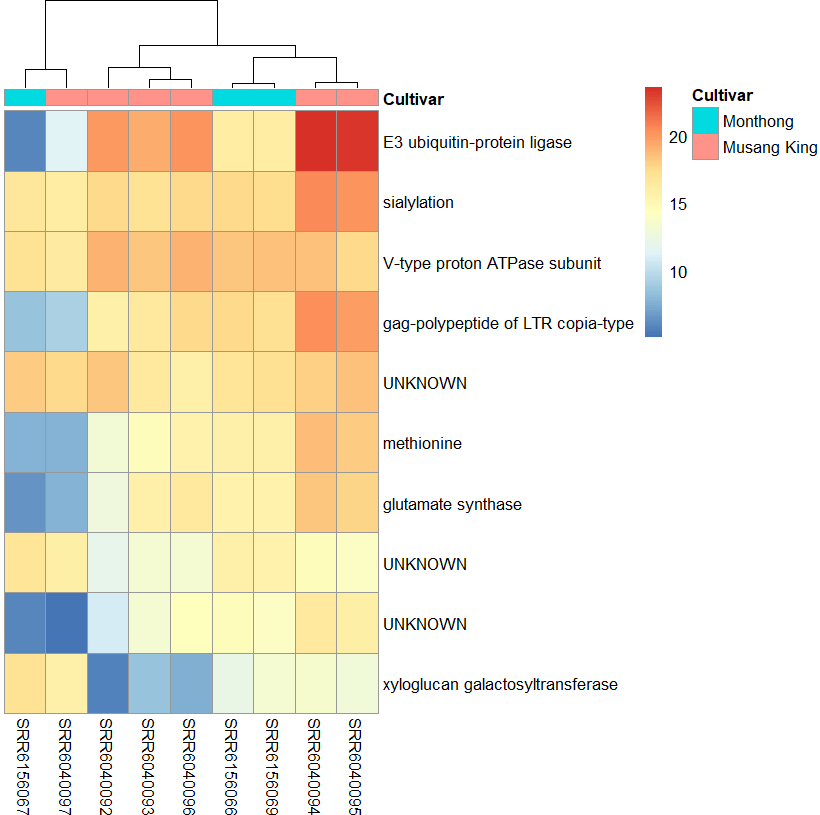 Cultivar
E3 ubiquitin-protein ligase
sialylation
V-type proton ATPase subunit
gag-polypeptide of LTR copia-type
UNKNOWN
methionine
glutamate synthase
UNKNOWN
UNKNOWN
xyloglucan galactosyltransferase
SRR6156067
SRR6040097
SRR6040092
SRR6040093
SRR6040096
SRR6156066
SRR6156069
SRR6040094
SRR6040095
20
15
10
Cultivar
Monthong
Musang King